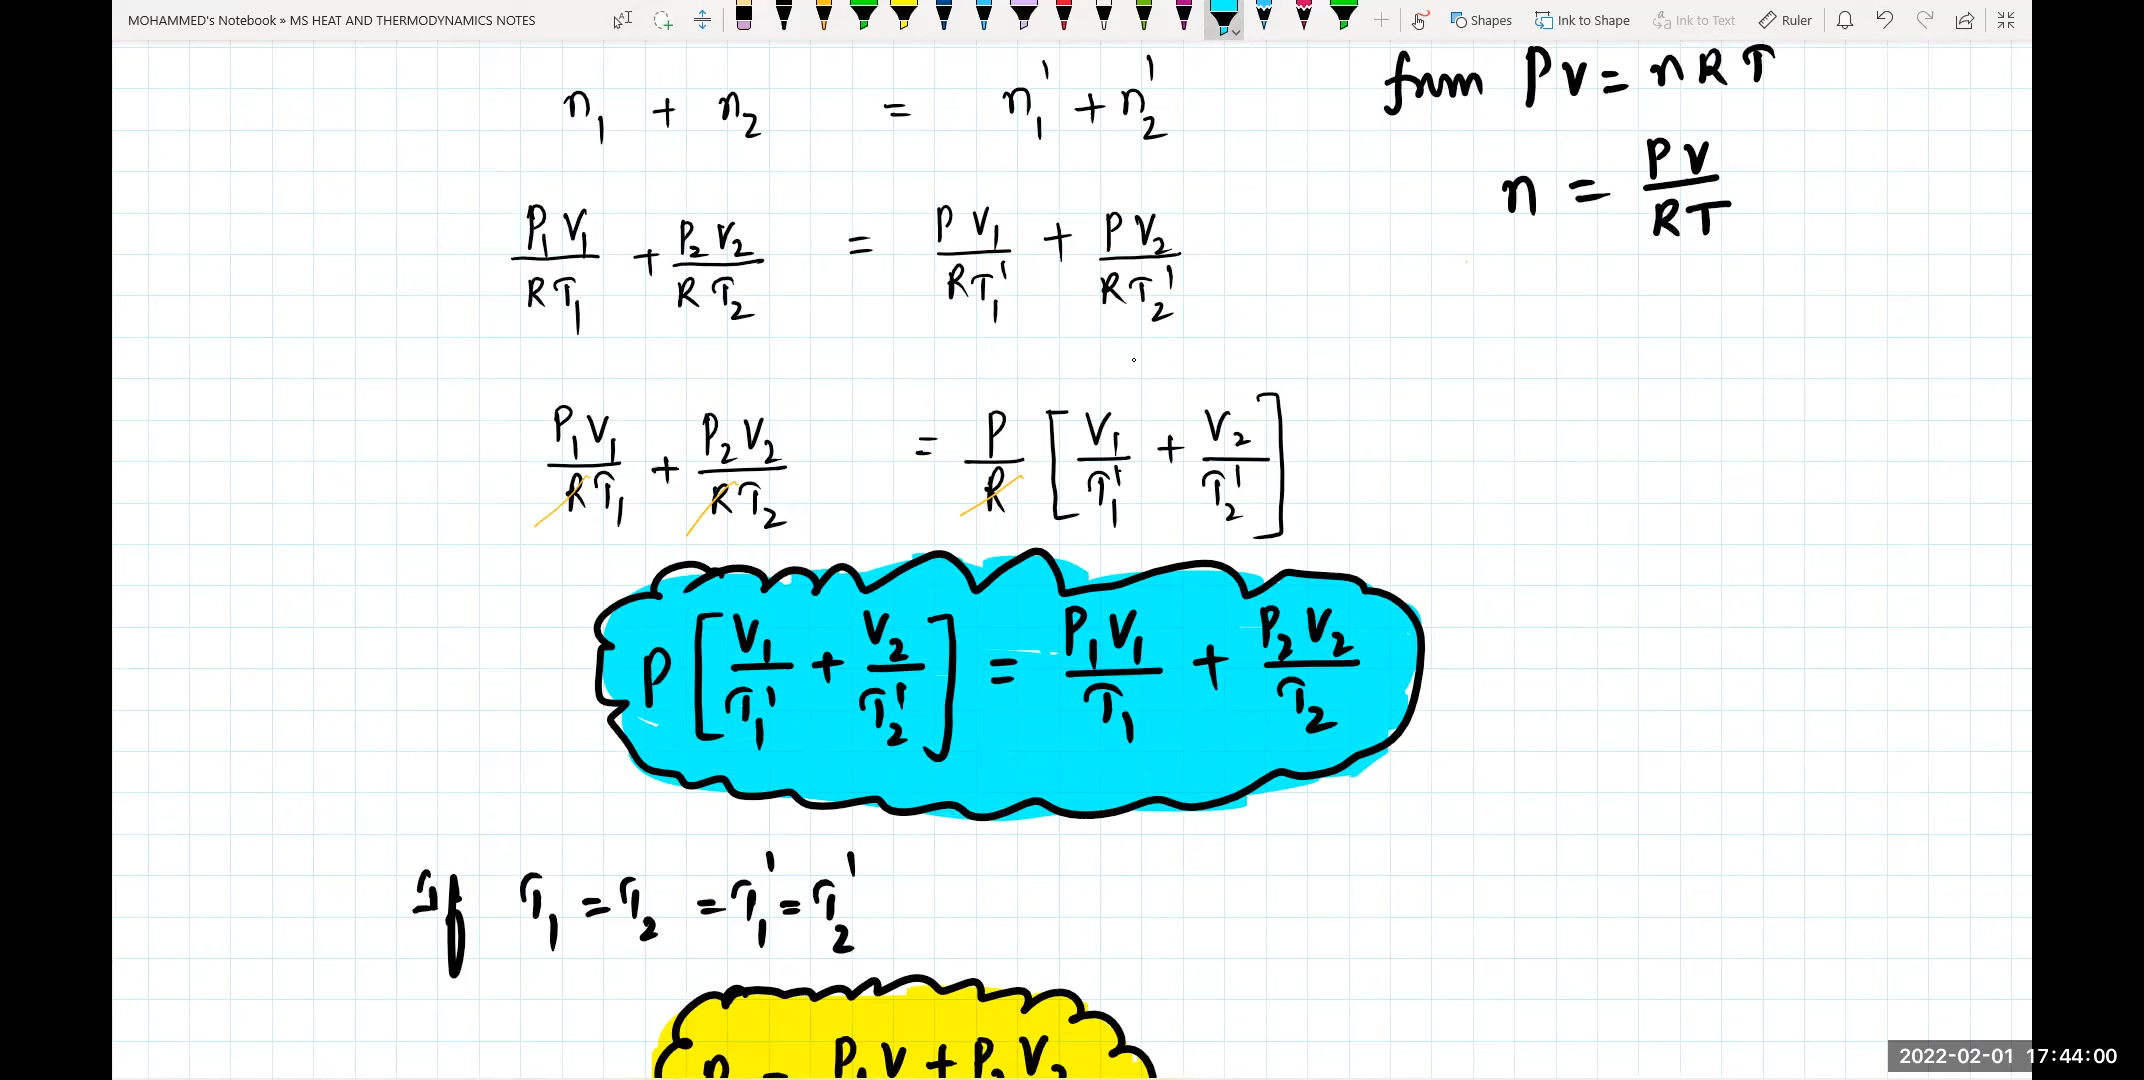 MOHAMMED's Notebook » MS HEAT AND THERMODYNAMICS NOTES
Shapes Ink to Shape Ink to Text Ruler
n₁ + n₂ = n₁' + n₂'
from PV = nRT
n = PV/RT
P₁V₁/RT₁ + P₂V₂/RT₂ = PV₁/RT₁' + PV₂/RT₂'
P₁V₁/RT₁ + P₂V₂/RT₂ = P/R [V₁/T₁' + V₂/T₂']
P [V₁/T₁' + V₂/T₂'] = P₁V₁/T₁ + P₂V₂/T₂
If T₁ = T₂ = T₁' = T₂'
2022-02-01 17:44:00